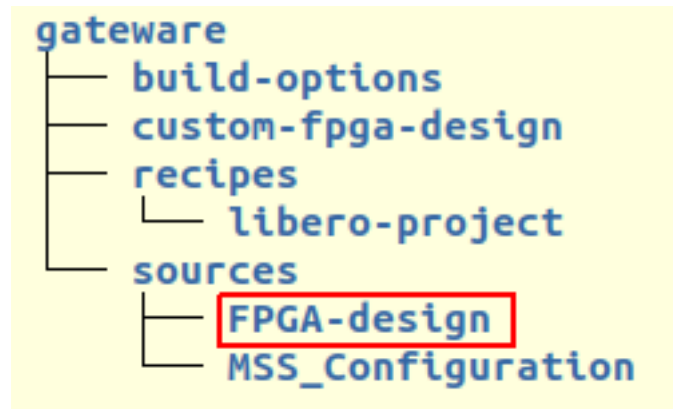 gateware
build-options
custom-fpga-design
recipes
libero-project
sources
FPGA-design
MSS_Configuration